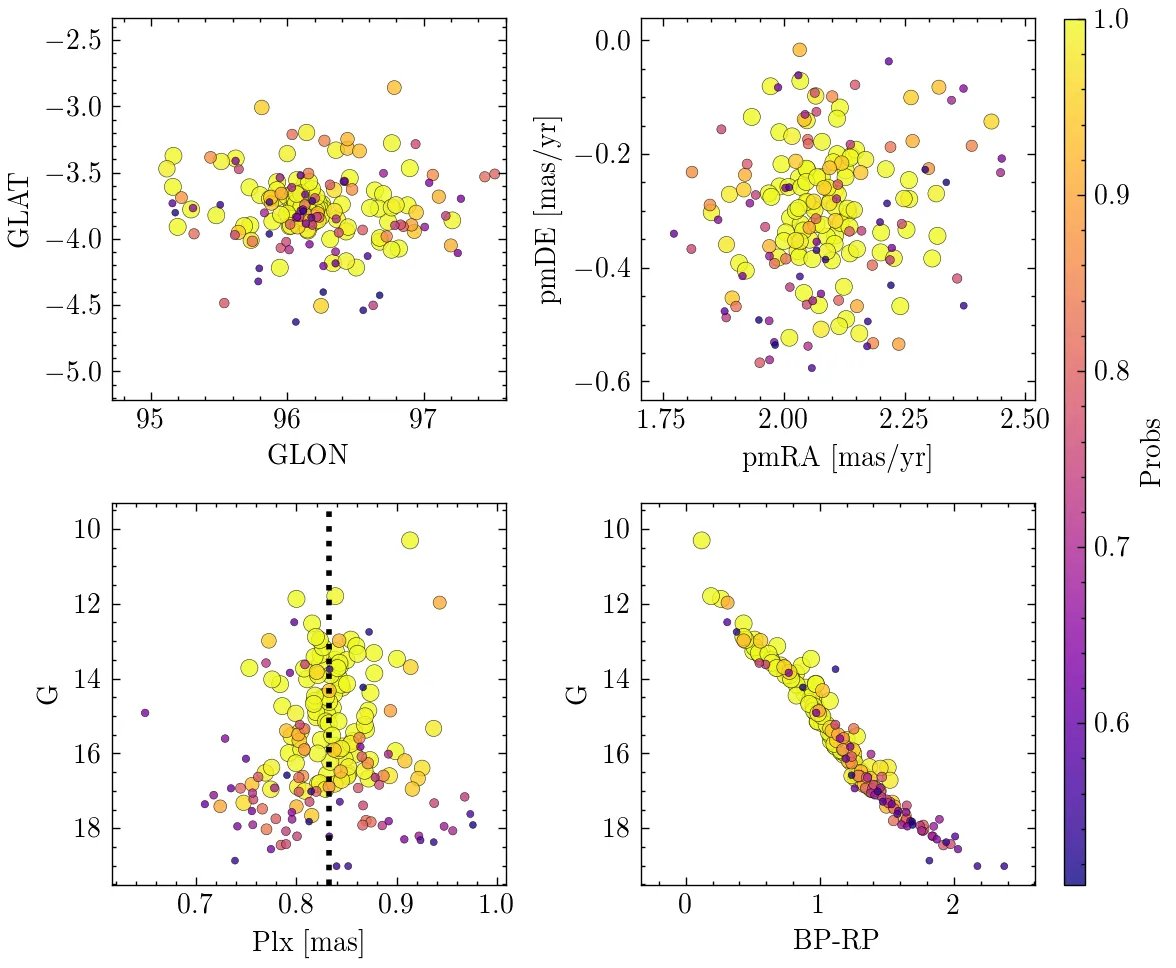 −2.5
−3.0
−3.5
−4.0
−4.5
−5.0
GLAT
95 96 97
GLON
0.0
−0.2
−0.4
−0.6
pmDE [mas/yr]
1.75 2.00 2.25 2.50
pmRA [mas/yr]
10
12
14
16
18
G
0.7 0.8 0.9 1.0
Plx [mas]
10
12
14
16
18
G
0 1 2
BP-RP
1.0
0.9
0.8
0.7
0.6
Probs